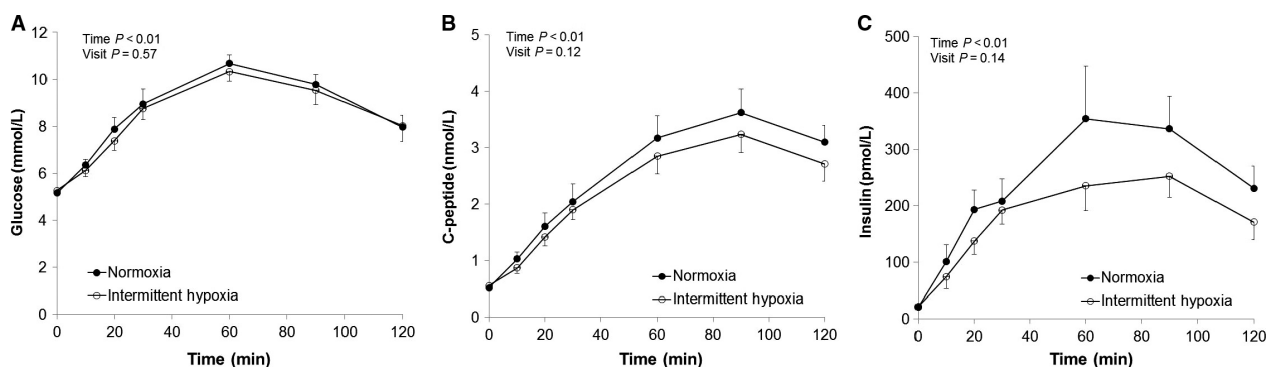 A
Time P < 0.01
Visit P = 0.57
Glucose (mmol/L)
12
10
8
6
4
2
0
Normoxia
Intermittent hypoxia
0 20 40 60 80 100 120
Time (min)
B
Time P < 0.01
Visit P = 0.12
C-peptide (nmol/L)
5
4
3
2
1
0
Normoxia
Intermittent hypoxia
0 20 40 60 80 100 120
Time (min)
C
Time P < 0.01
Visit P = 0.14
Insulin (pmol/L)
500
400
300
200
100
0
Normoxia
Intermittent hypoxia
0 20 40 60 80 100 120
Time (min)